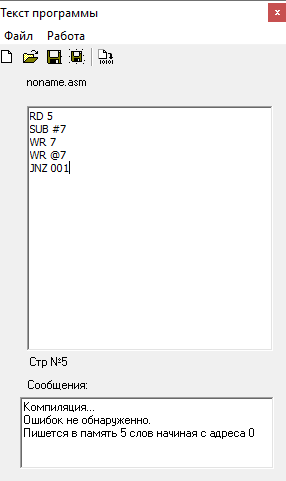 Текст программы
Файл Работа
noname.asm
RD 5
SUB #7
WR 7
WR @7
JNZ 001
Стр №5
Сообщения:
Компиляция...
Ошибок не обнаруженно.
Пишется в память 5 слов начиная с адреса 0